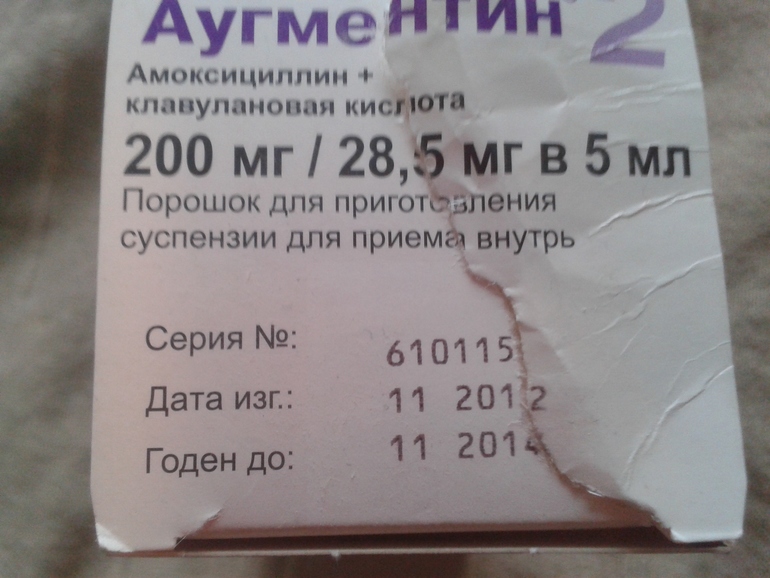 Аугментин 2
Амоксициллин +
клавулановая кислота
200 мг / 28,5 мг в 5 мл
Порошок для приготовления
суспензии для приема внутрь
Серия №: 610115
Дата изг.: 11 2012
Годен до: 11 2014